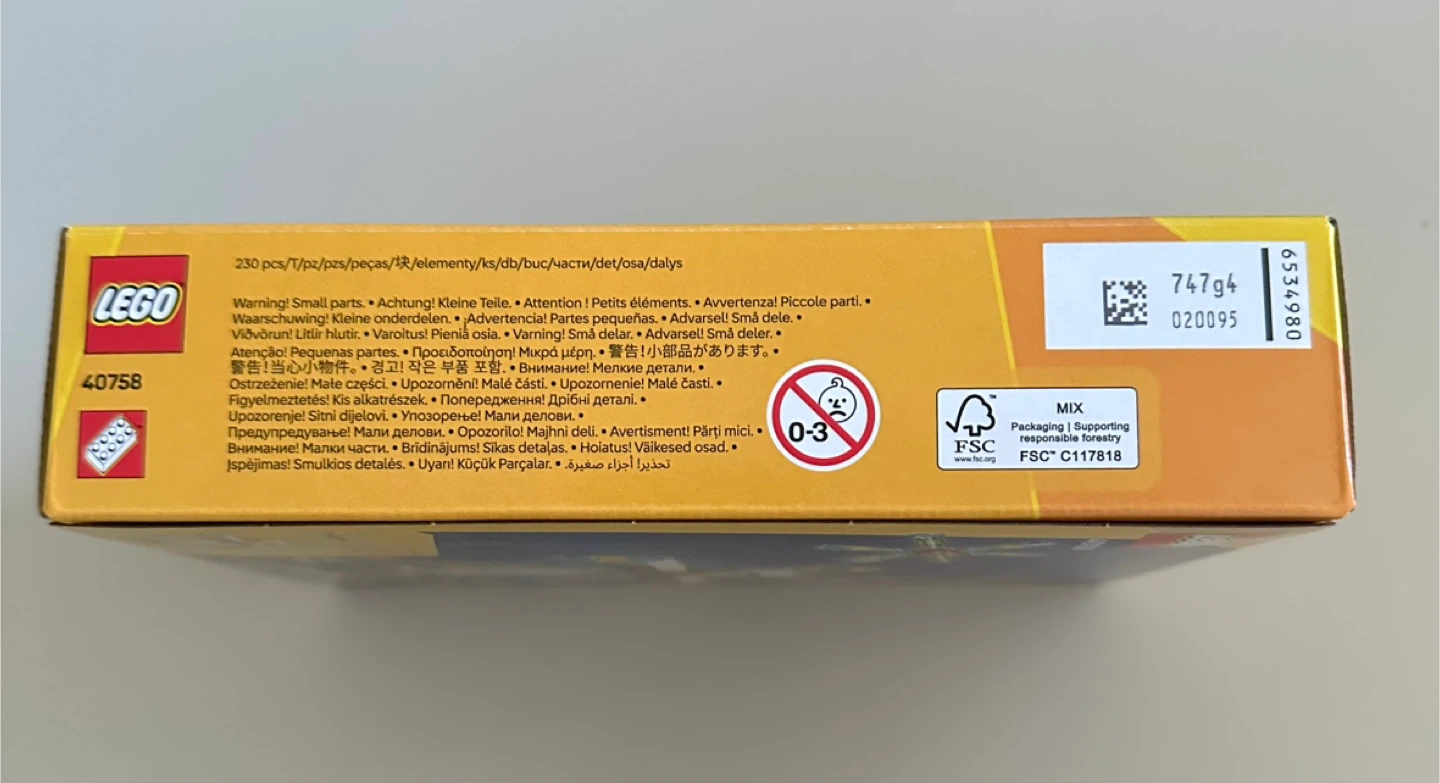 LEGO
40758
230 pcs/T/pz/pzs/peças/块/elementy/ks/db/buc/части/det/osa/dalys
Warning! Small parts. • Achtung! Kleine Teile. • Attention ! Petits éléments. • Avvertenza! Piccole parti. •
Waarschuwing! Kleine onderdelen. • ¡Advertencia! Partes pequeñas. • Advarsel! Små dele. •
Viðvörun! Litlir hlutir. • Varoitus! Pieniä osia. • Varning! Små delar. • Advarsel! Små deler. •
Atenção! Pequenas partes. • Προειδοποίηση! Μικρά μέρη. • 警告!小部品があります。 •
警告!当心小物件。 • 경고! 작은 부품 포함. • Внимание! Мелкие детали. •
Ostrzeżenie! Małe części. • Upozornění! Malé části. • Upozornenie! Malé časti. •
Figyelmeztetés! Kis alkatrészek. • Попередження! Дрібні деталі. •
Upozorenje! Sitni dijelovi. • Упозорење! Мали делови. •
Предупредување! Мали делови. • Opozorilo! Majhni deli. • Avertisment! Părți mici. •
Внимание! Малки части. • Brīdinājums! Sīkas detaļas. • Hoiatus! Väikesed osad. •
Įspėjimas! Smulkios detalės. • Uyarı! Küçük Parçalar. • تحذير! أجزاء صغيرة.
0-3
FSC
www.fsc.org
MIX
Packaging | Supporting
responsible forestry
FSC™ C117818
747g4
020095
6534980